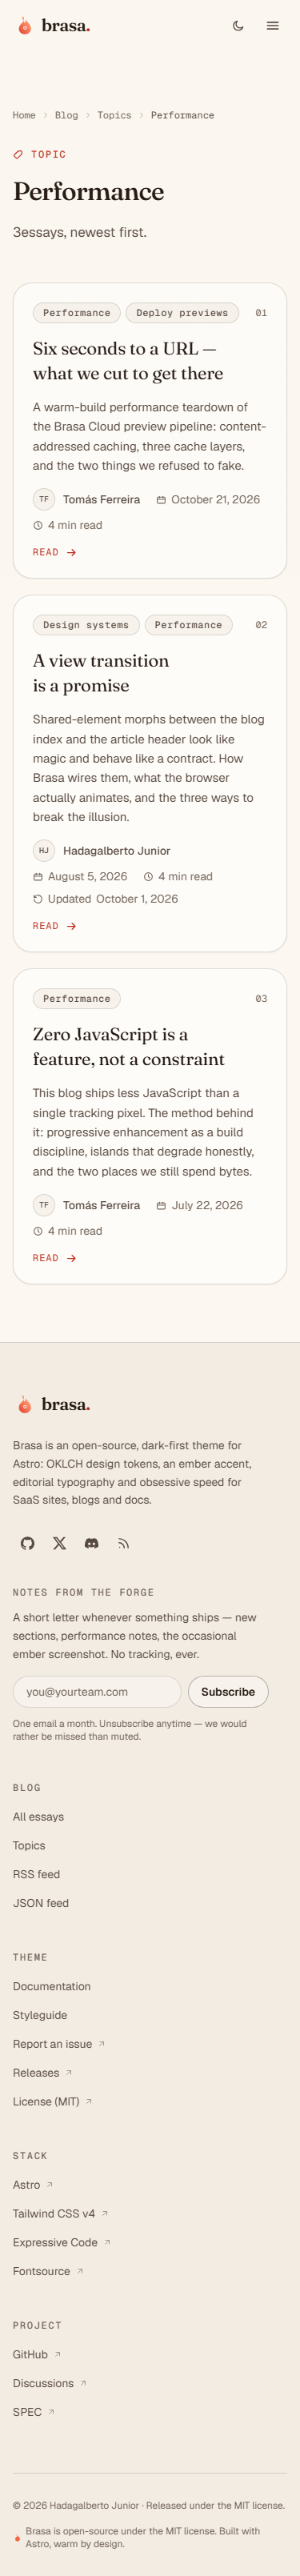 brasa.
Home > Blog > Topics > Performance
TOPIC
Performance
3essays, newest first.
Performance Deploy previews 01
Six seconds to a URL —
what we cut to get there
A warm-build performance teardown of
the Brasa Cloud preview pipeline: content-
addressed caching, three cache layers,
and the two things we refused to fake.
TF Tomás Ferreira October 21, 2026
4 min read
READ →
Design systems Performance 02
A view transition
is a promise
Shared-element morphs between the blog
index and the article header look like
magic and behave like a contract. How
Brasa wires them, what the browser
actually animates, and the three ways to
break the illusion.
HJ Hadagalberto Junior
August 5, 2026 4 min read
Updated October 1, 2026
READ →
Performance 03
Zero JavaScript is a
feature, not a constraint
This blog ships less JavaScript than a
single tracking pixel. The method behind
it: progressive enhancement as a build
discipline, islands that degrade honestly,
and the two places we still spend bytes.
TF Tomás Ferreira July 22, 2026
4 min read
READ →
brasa.
Brasa is an open-source, dark-first theme for
Astro: OKLCH design tokens, an ember accent,
editorial typography and obsessive speed for
SaaS sites, blogs and docs.
NOTES FROM THE FORGE
A short letter whenever something ships — new
sections, performance notes, the occasional
ember screenshot. No tracking, ever.
you@yourteam.com Subscribe
One email a month. Unsubscribe anytime — we would
rather be missed than muted.
BLOG
All essays
Topics
RSS feed
JSON feed
THEME
Documentation
Styleguide
Report an issue ↗
Releases ↗
License (MIT) ↗
STACK
Astro ↗
Tailwind CSS v4 ↗
Expressive Code ↗
Fontsource ↗
PROJECT
GitHub ↗
Discussions ↗
SPEC ↗
© 2026 Hadagalberto Junior · Released under the MIT license.
Brasa is open-source under the MIT license. Built with
Astro, warm by design.